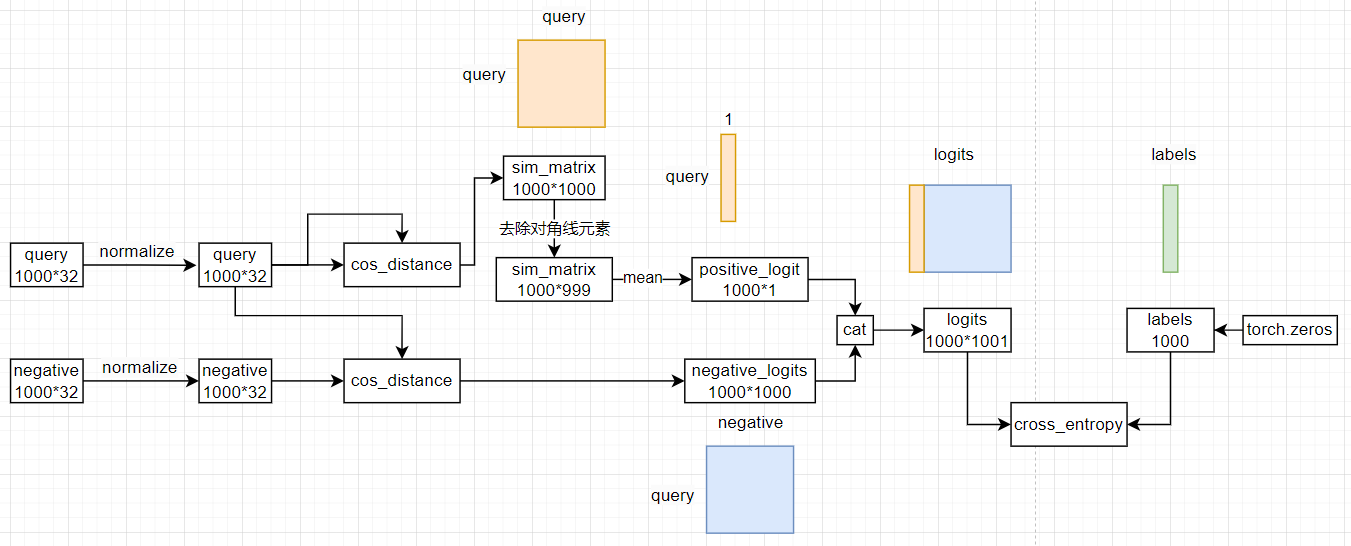 query
query
1
query
logits
labels
sim_matrix
1000*1000
去除对角线元素
query
1000*32
normalize
query
1000*32
cos_distance
sim_matrix
1000*999
mean
positive_logit
1000*1
cat
logits
1000*1001
labels
1000
torch.zeros
negative
1000*32
normalize
negative
1000*32
cos_distance
negative_logits
1000*1000
cross_entropy
negative
query